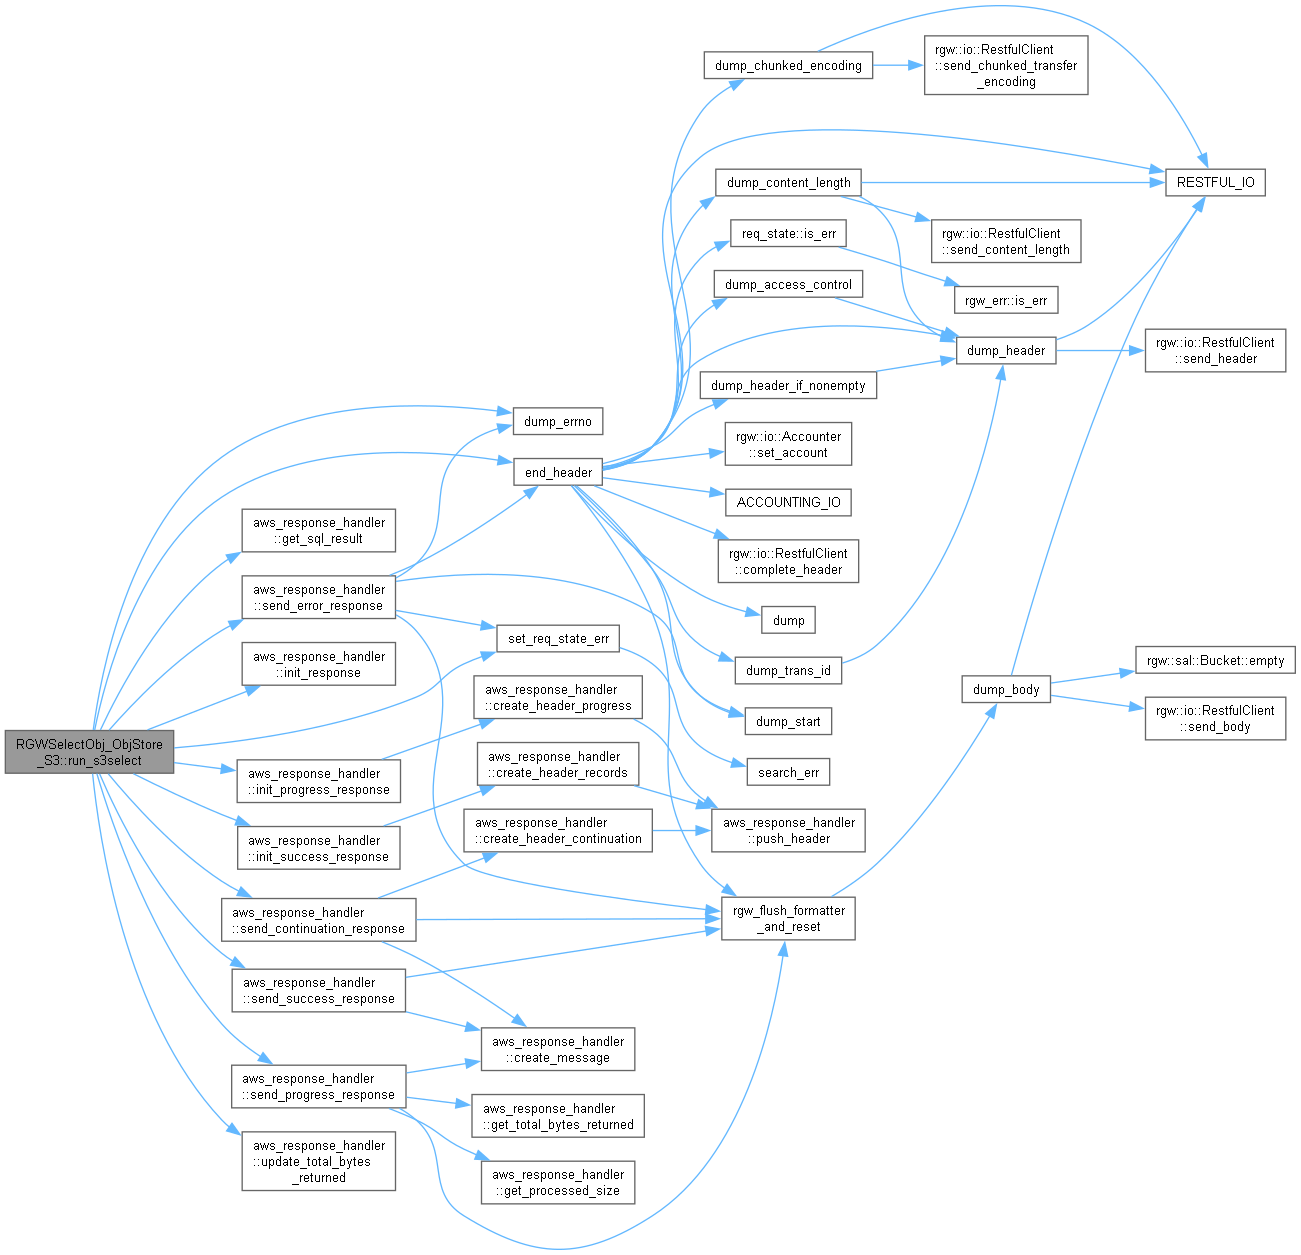 dump_chunked_encoding
rgw::io::RestfulClient
::send_chunked_transfer
_encoding
dump_content_length
RESTFUL_IO
req_state::is_err
rgw::io::RestfulClient
::send_content_length
dump_access_control
rgw_err::is_err
dump_header
rgw::io::RestfulClient
::send_header
dump_header_if_nonempty
dump_errno
rgw::io::Accounter
::set_account
end_header
ACCOUNTING_IO
aws_response_handler
::get_sql_result
rgw::io::RestfulClient
::complete_header
aws_response_handler
::send_error_response
dump
set_req_state_err
aws_response_handler
::init_response
dump_trans_id
rgw::sal::Bucket::empty
aws_response_handler
::create_header_progress
dump_body
rgw::io::RestfulClient
::send_body
dump_start
RGWSelectObj_ObjStore
_S3::run_s3select
aws_response_handler
::create_header_records
search_err
aws_response_handler
::init_progress_response
aws_response_handler
::create_header_continuation
aws_response_handler
::push_header
aws_response_handler
::init_success_response
aws_response_handler
::send_continuation_response
rgw_flush_formatter
_and_reset
aws_response_handler
::send_success_response
aws_response_handler
::create_message
aws_response_handler
::send_progress_response
aws_response_handler
::get_total_bytes_returned
aws_response_handler
::update_total_bytes
_returned
aws_response_handler
::get_processed_size